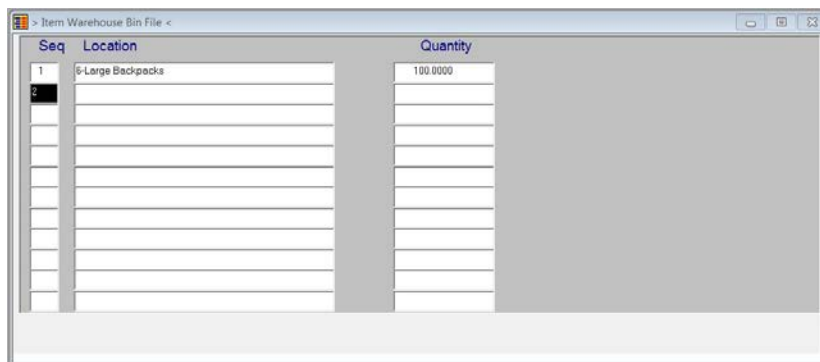 > Item Warehouse Bin File <
Seq Location Quantity
1 6-Large Backpacks 100.0000
2